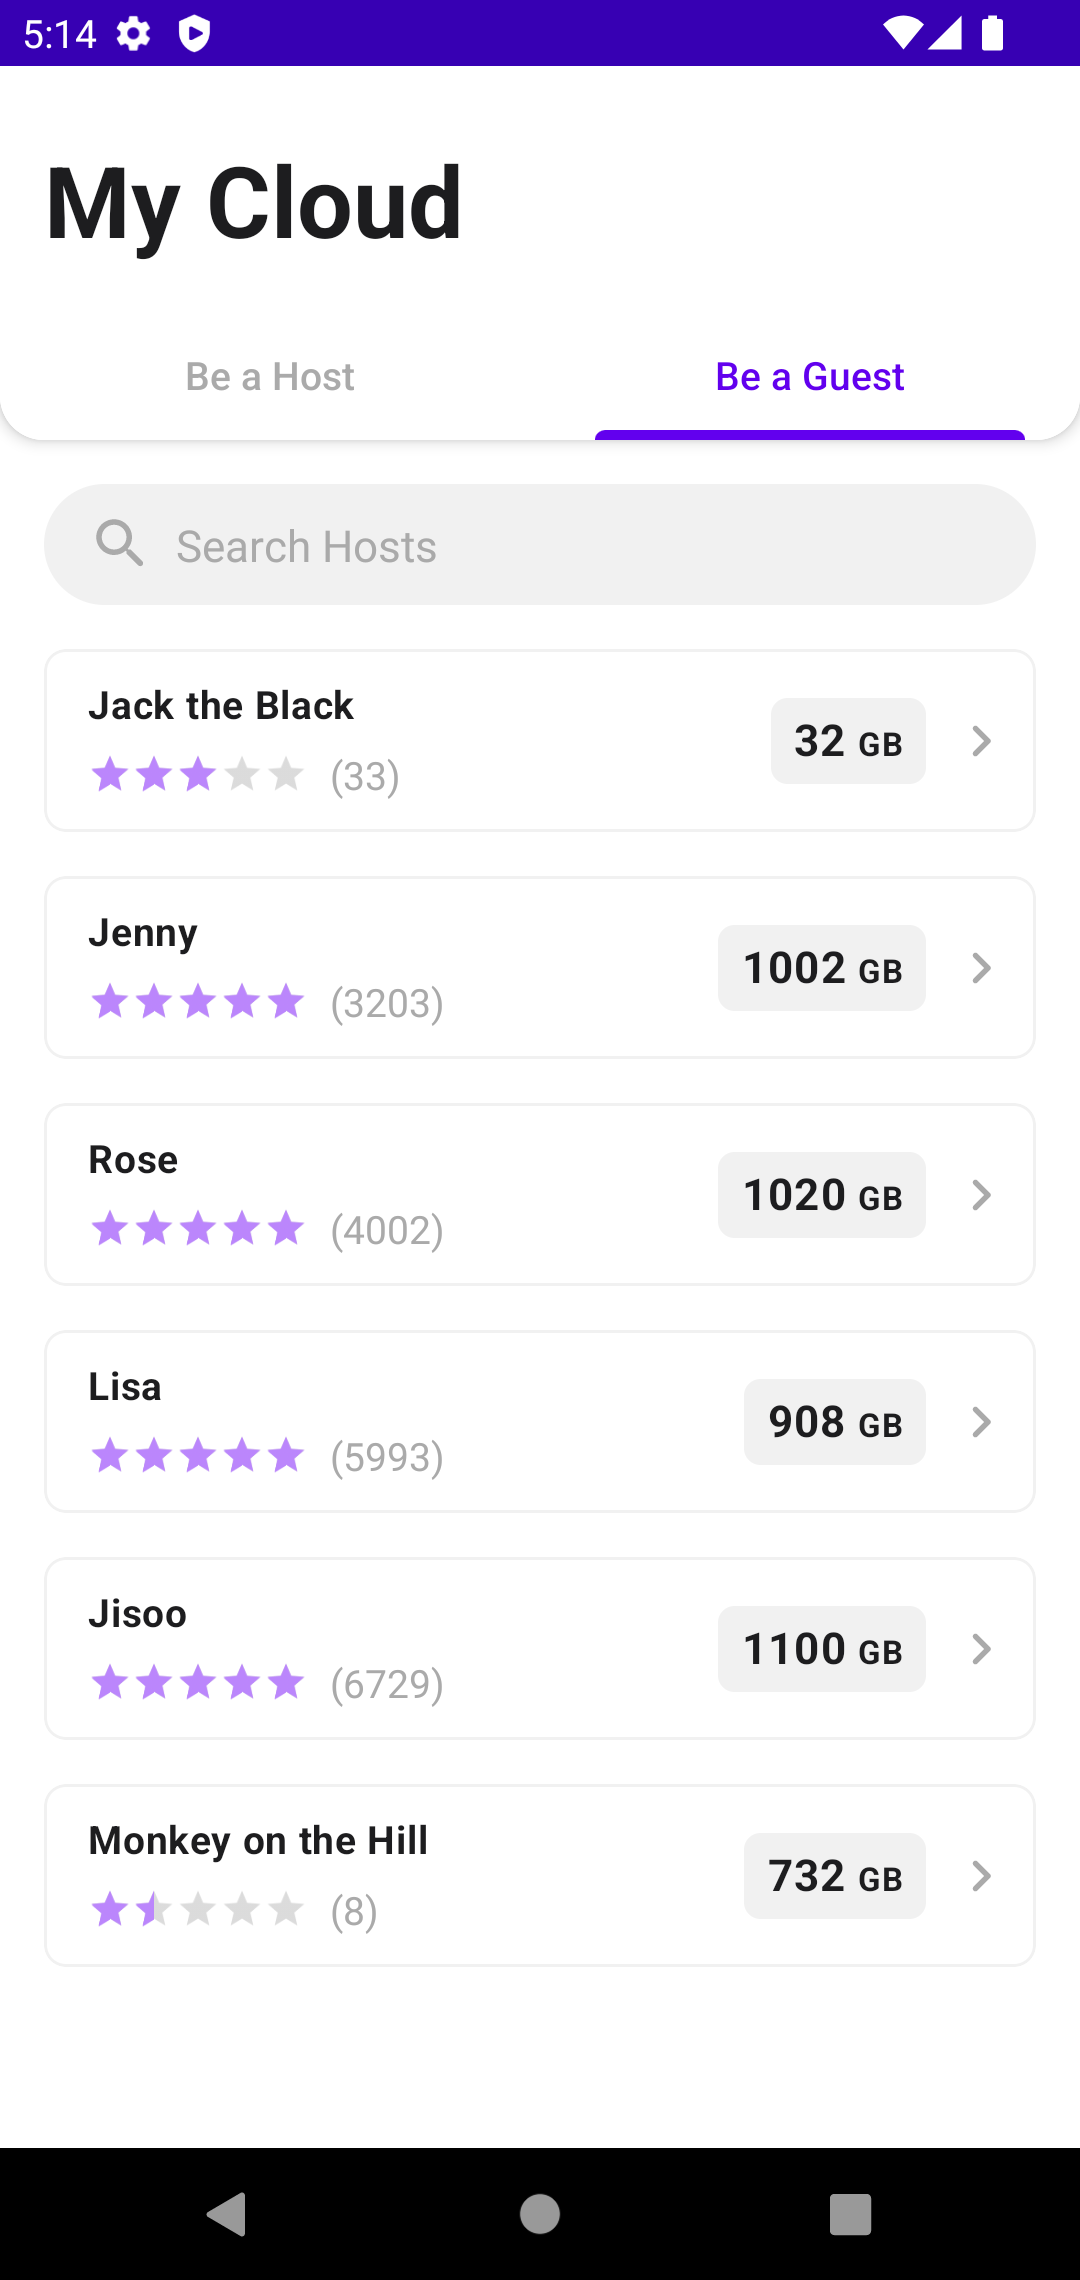 5:14
My Cloud
Be a Host
Be a Guest
Search Hosts
Jack the Black
(33)
32 GB
Jenny
(3203)
1002 GB
Rose
(4002)
1020 GB
Lisa
(5993)
908 GB
Jisoo
(6729)
1100 GB
Monkey on the Hill
(8)
732 GB